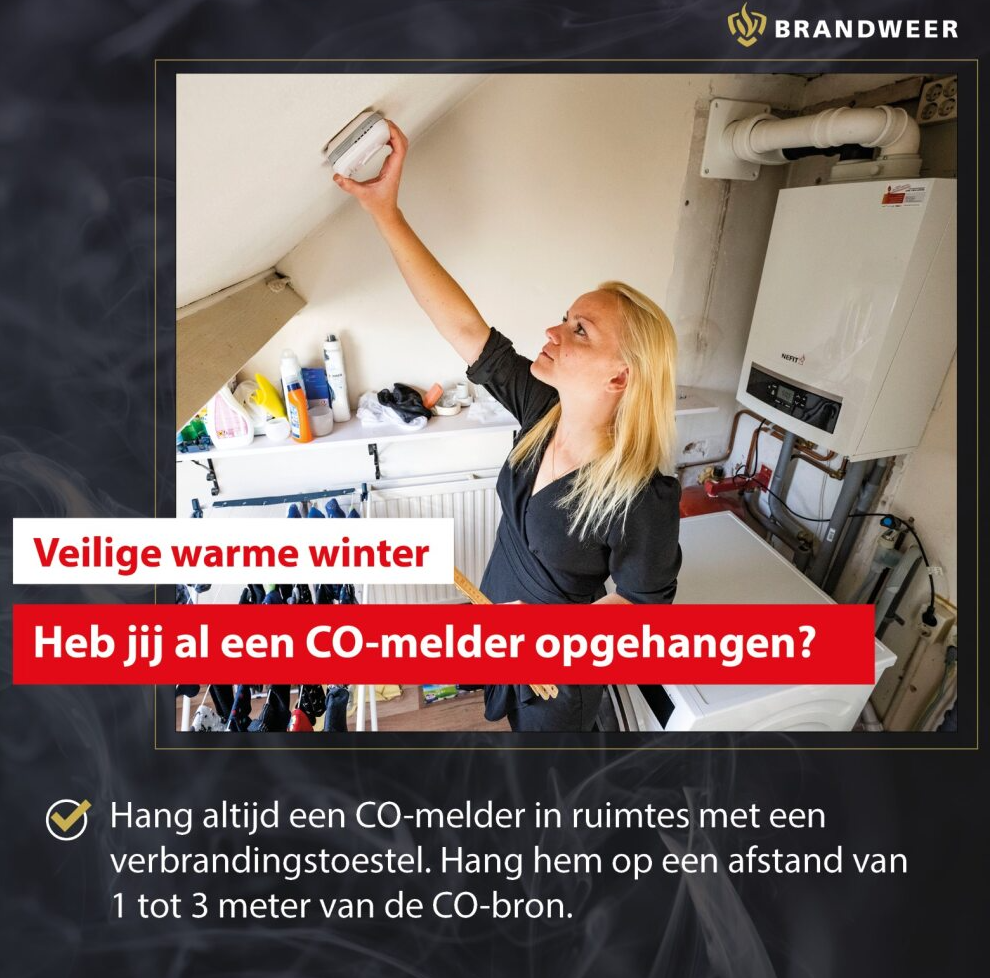 BRANDWEER
NEFIT
Veilige warme winter
Heb jij al een CO-melder opgehangen?
Hang altijd een CO-melder in ruimtes met een
verbrandingstoestel. Hang hem op een afstand van
1 tot 3 meter van de CO-bron.